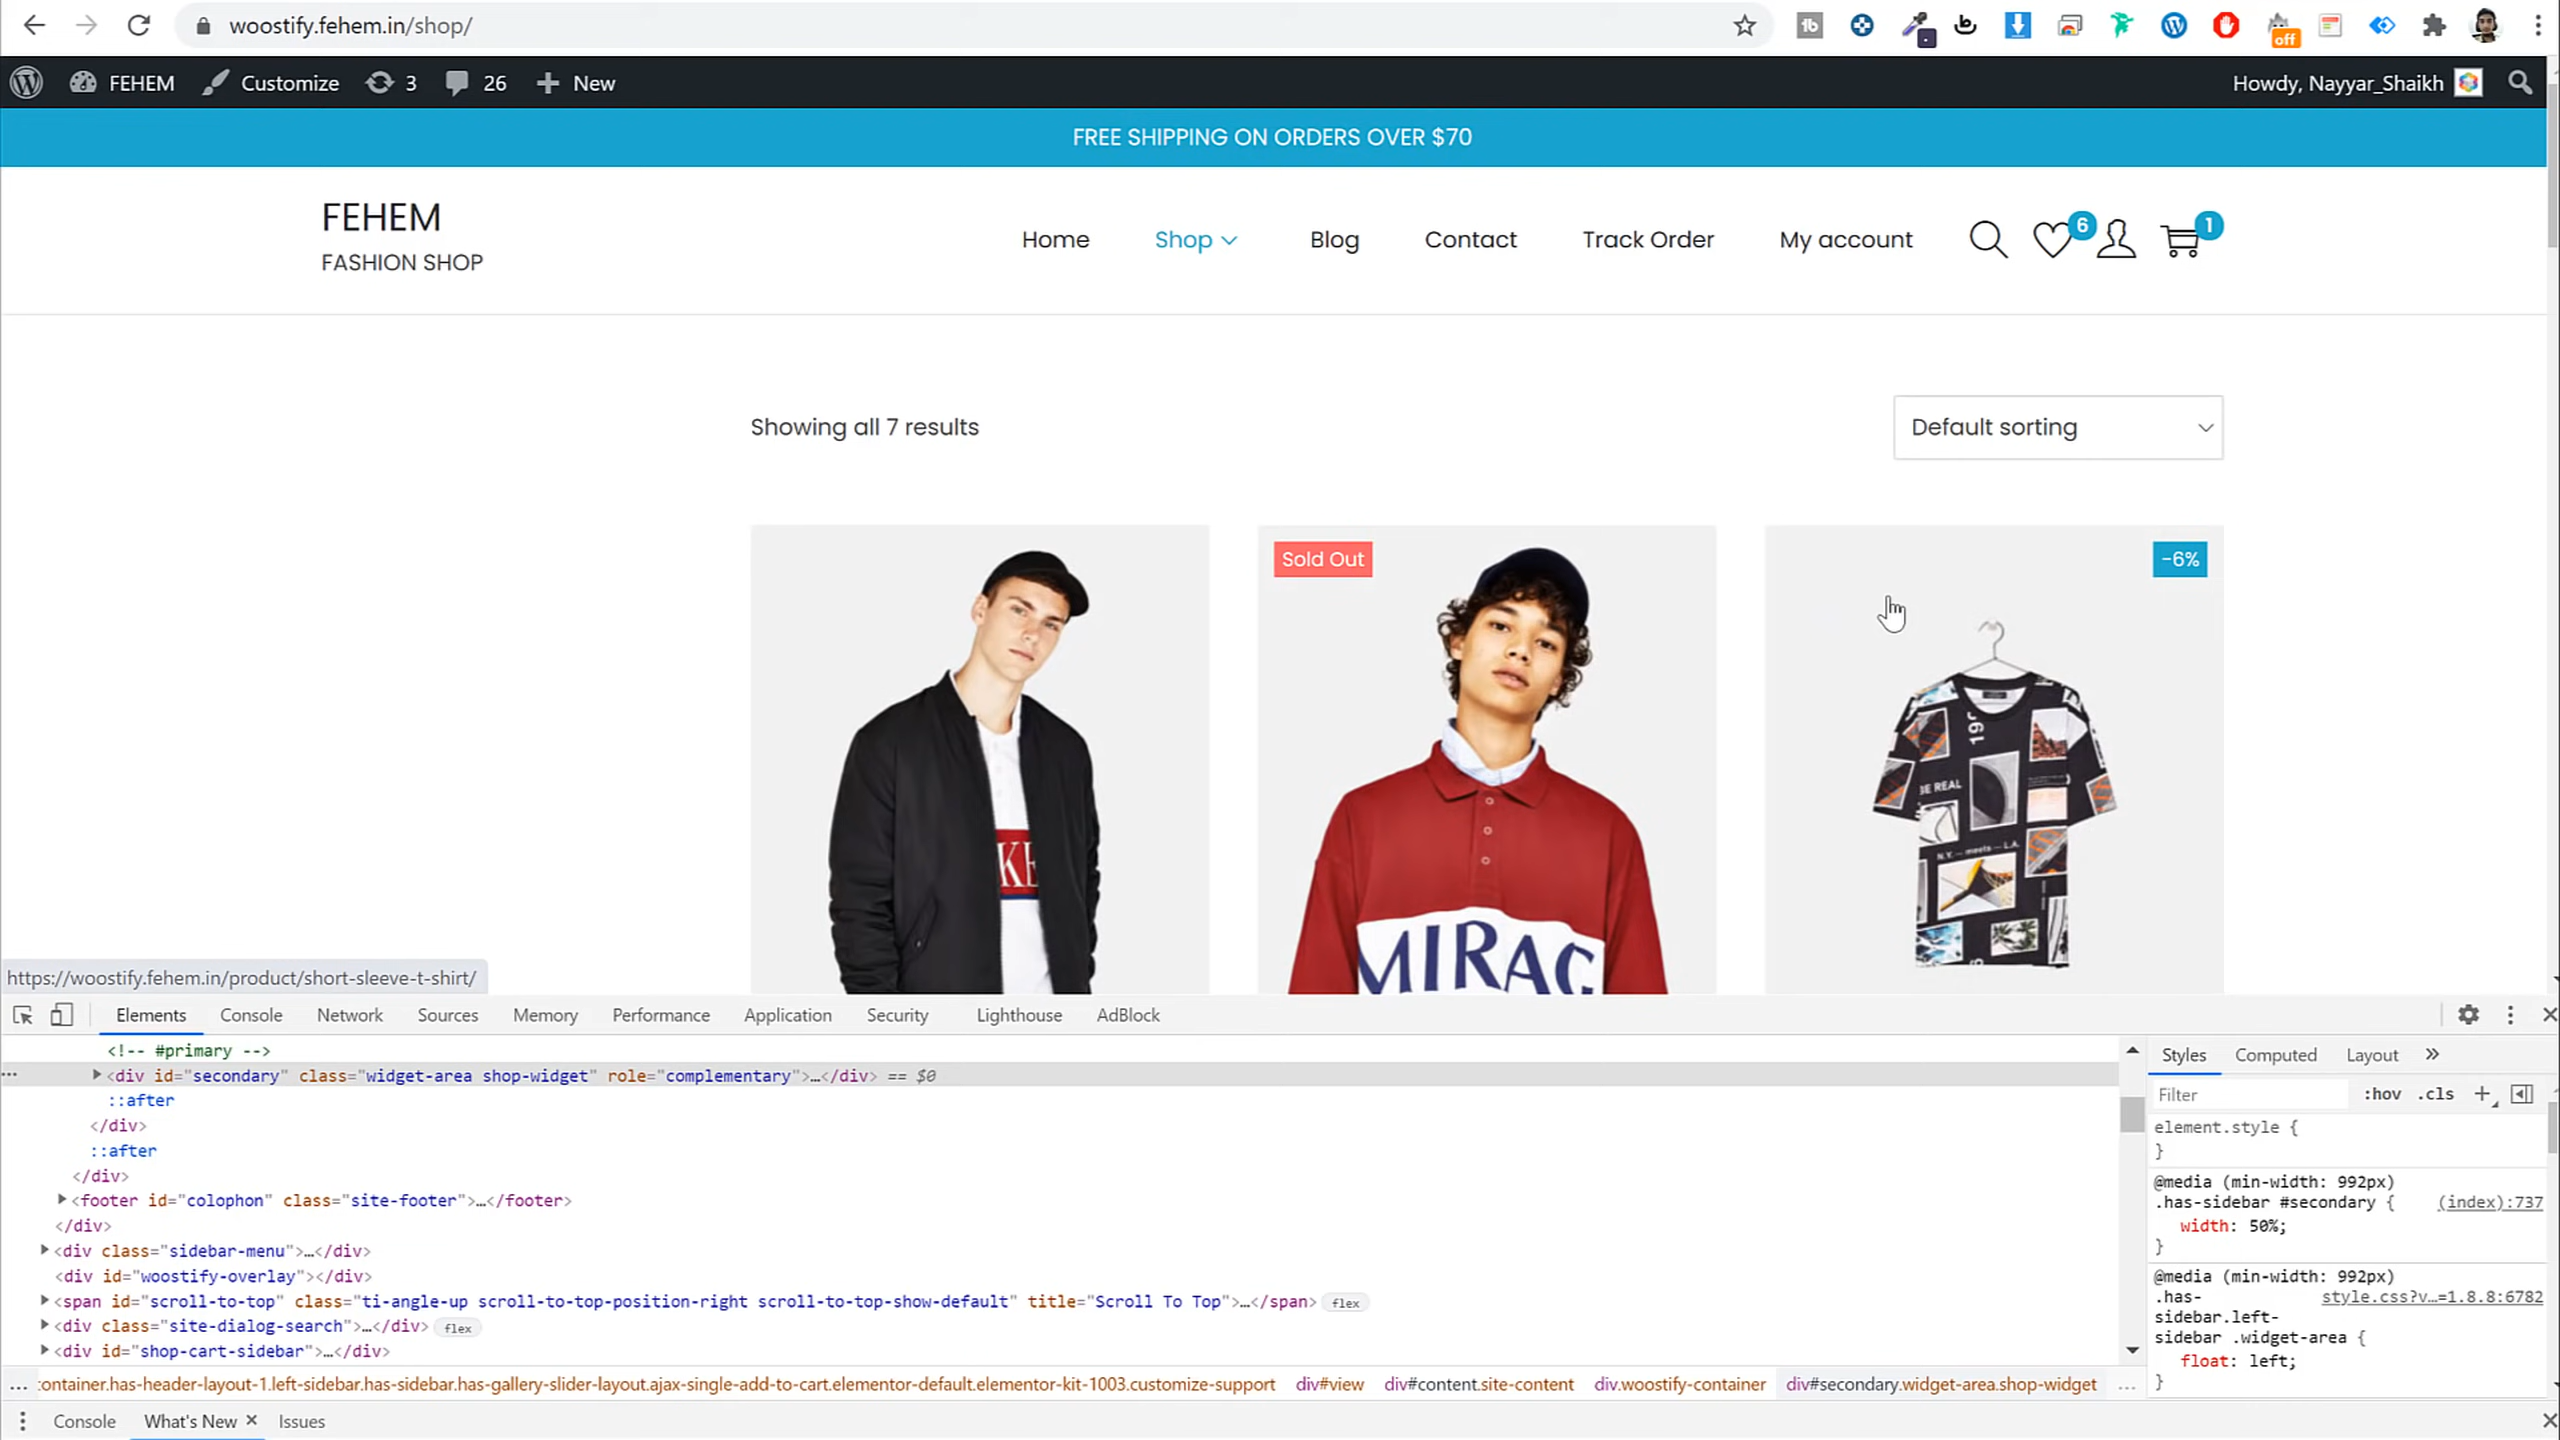 woostify.fehem.in/shop/
off
FEHEM Customize 3 26 New Howdy, Nayyar_Shaikh
FREE SHIPPING ON ORDERS OVER $70
FEHEM
FASHION SHOP
Home Shop Blog Contact Track Order My account 6 1
Showing all 7 results Default sorting
Sold Out -6%
BE REAL
N.Y. — meets — L.A.
KE
MIRAG
https://woostify.fehem.in/product/short-sleeve-t-shirt/
Elements Console Network Sources Memory Performance Application Security Lighthouse AdBlock
<!-- #primary -->
<div id="secondary" class="widget-area shop-widget" role="complementary">…</div> == $0
::after
</div>
::after
</div>
<footer id="colophon" class="site-footer">…</footer>
</div>
<div class="sidebar-menu">…</div>
<div id="woostify-overlay"></div>
<span id="scroll-to-top" class="ti-angle-up scroll-to-top-position-right scroll-to-top-show-default" title="Scroll To Top">…</span> flex
<div class="site-dialog-search">…</div> flex
<div id="shop-cart-sidebar">…</div>
... ontainer.has-header-layout-1.left-sidebar.has-sidebar.has-gallery-slider-layout.ajax-single-add-to-cart.elementor-default.elementor-kit-1003.customize-support div#view div#content.site-content div.woostify-container div#secondary.widget-area.shop-widget ...
Styles Computed Layout
Filter :hov .cls
element.style {
}
@media (min-width: 992px)
.has-sidebar #secondary { (index):737
width: 50%;
}
@media (min-width: 992px)
.has- style.css?v…=1.8.8:6782
sidebar.left-
sidebar .widget-area {
float: left;
}
Console What's New Issues